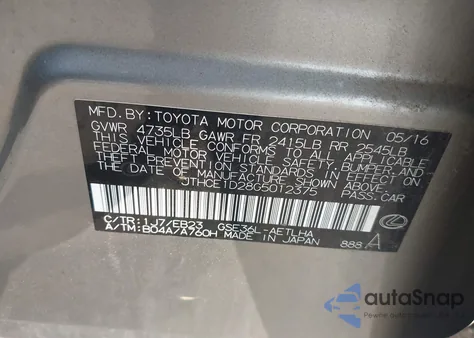 MFD.BY:TOYOTA MOTOR CORPORATION 05/16
GVWR 4735LB GAWR FR 2415LB RR 2545LB
THIS VEHICLE CONFORMS TO ALL APPLICABLE
FEDERAL MOTOR VEHICLE SAFETY, BUMPER, AND
THEFT PREVENTION STANDARDS IN EFFECT ON
THE DATE OF MANUFACTURE SHOWN ABOVE.
JTHCE1D28G5012375 PASS.CAR
C/TR:1J7/EB23 GSE36L-AETLHA
A/TM:B04A/A760H MADE IN JAPAN 888 A
autoSnap